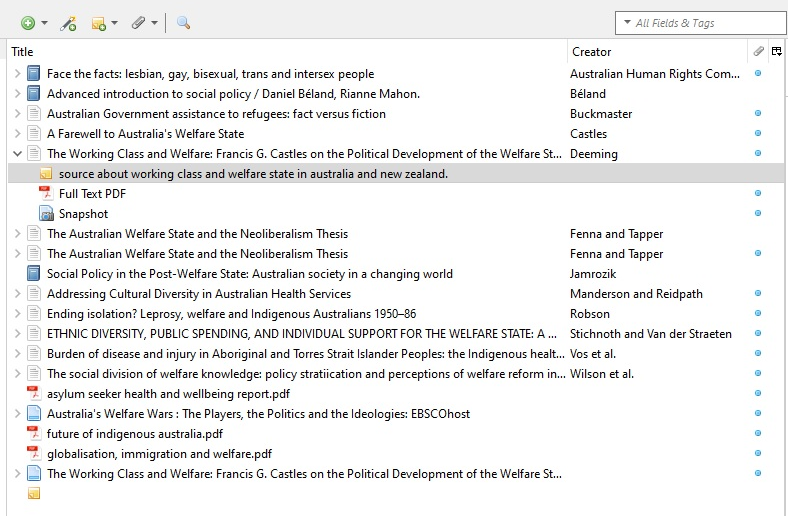 All Fields & Tags
Title Creator
Face the facts: lesbian, gay, bisexual, trans and intersex people Australian Human Rights Com...
Advanced introduction to social policy / Daniel Béland, Rianne Mahon. Béland
Australian Government assistance to refugees: fact versus fiction Buckmaster
A Farewell to Australia's Welfare State Castles
The Working Class and Welfare: Francis G. Castles on the Political Development of the Welfare St... Deeming
source about working class and welfare state in australia and new zealand.
Full Text PDF
Snapshot
The Australian Welfare State and the Neoliberalism Thesis Fenna and Tapper
The Australian Welfare State and the Neoliberalism Thesis Fenna and Tapper
Social Policy in the Post-Welfare State: Australian society in a changing world Jamrozik
Addressing Cultural Diversity in Australian Health Services Manderson and Reidpath
Ending isolation? Leprosy, welfare and Indigenous Australians 1950–86 Robson
ETHNIC DIVERSITY, PUBLIC SPENDING, AND INDIVIDUAL SUPPORT FOR THE WELFARE STATE: A ... Stichnoth and Van der Straeten
Burden of disease and injury in Aboriginal and Torres Strait Islander Peoples: the Indigenous healt... Vos et al.
The social division of welfare knowledge: policy stratiication and perceptions of welfare reform in... Wilson et al.
asylum seeker health and wellbeing report.pdf
Australia's Welfare Wars : The Players, the Politics and the Ideologies: EBSCOhost
future of indigenous australia.pdf
globalisation, immigration and welfare.pdf
The Working Class and Welfare: Francis G. Castles on the Political Development of the Welfare St...